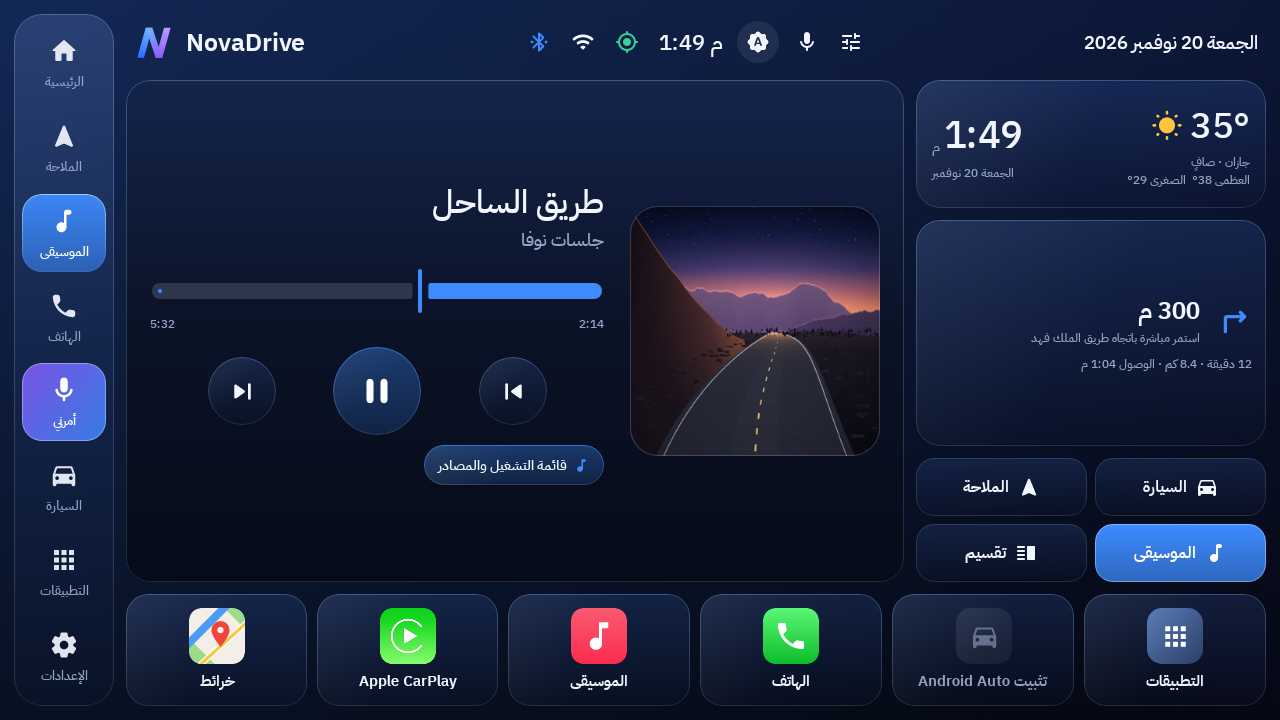 الجمعة 20 نوفمبر 2026
1:49 م
A
NovaDrive
35°
جازان · صافٍ
العظمى 38° الصغرى 29°
1:49 م
الجمعة 20 نوفمبر
300 م
استمر مباشرة باتجاه طريق الملك فهد
12 دقيقة · 8.4 كم · الوصول 1:04 م
السيارة
الملاحة
الموسيقى
تقسيم
طريق الساحل
جلسات نوفا
2:14
5:32
قائمة التشغيل والمصادر
الرئيسية
الملاحة
الموسيقى
الهاتف
أمرني
السيارة
التطبيقات
الإعدادات
التطبيقات
تثبيت Android Auto
الهاتف
الموسيقى
Apple CarPlay
خرائط